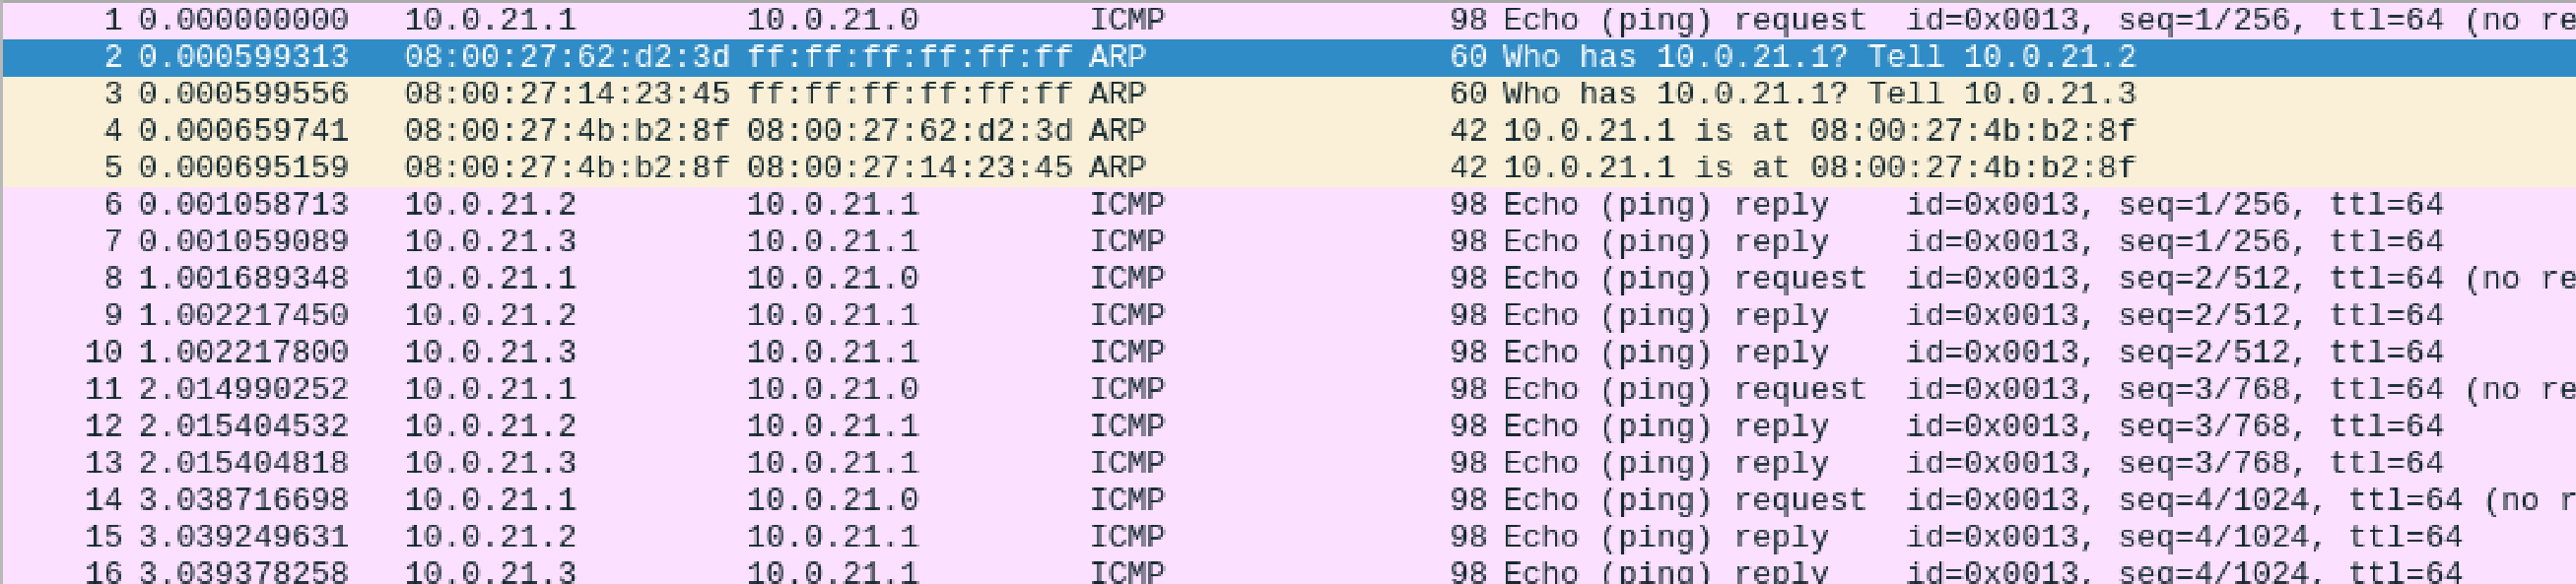 1 0.000000000 10.0.21.1 10.0.21.0 ICMP 98 Echo (ping) request id=0x0013, seq=1/256, ttl=64 (no re
2 0.000599313 08:00:27:62:d2:3d ff:ff:ff:ff:ff:ff ARP 60 Who has 10.0.21.1? Tell 10.0.21.2
3 0.000599556 08:00:27:14:23:45 ff:ff:ff:ff:ff:ff ARP 60 Who has 10.0.21.1? Tell 10.0.21.3
4 0.000659741 08:00:27:4b:b2:8f 08:00:27:62:d2:3d ARP 42 10.0.21.1 is at 08:00:27:4b:b2:8f
5 0.000695159 08:00:27:4b:b2:8f 08:00:27:14:23:45 ARP 42 10.0.21.1 is at 08:00:27:4b:b2:8f
6 0.001058713 10.0.21.2 10.0.21.1 ICMP 98 Echo (ping) reply id=0x0013, seq=1/256, ttl=64
7 0.001059089 10.0.21.3 10.0.21.1 ICMP 98 Echo (ping) reply id=0x0013, seq=1/256, ttl=64
8 1.001689348 10.0.21.1 10.0.21.0 ICMP 98 Echo (ping) request id=0x0013, seq=2/512, ttl=64 (no re
9 1.002217450 10.0.21.2 10.0.21.1 ICMP 98 Echo (ping) reply id=0x0013, seq=2/512, ttl=64
10 1.002217800 10.0.21.3 10.0.21.1 ICMP 98 Echo (ping) reply id=0x0013, seq=2/512, ttl=64
11 2.014990252 10.0.21.1 10.0.21.0 ICMP 98 Echo (ping) request id=0x0013, seq=3/768, ttl=64 (no re
12 2.015404532 10.0.21.2 10.0.21.1 ICMP 98 Echo (ping) reply id=0x0013, seq=3/768, ttl=64
13 2.015404818 10.0.21.3 10.0.21.1 ICMP 98 Echo (ping) reply id=0x0013, seq=3/768, ttl=64
14 3.038716698 10.0.21.1 10.0.21.0 ICMP 98 Echo (ping) request id=0x0013, seq=4/1024, ttl=64 (no r
15 3.039249631 10.0.21.2 10.0.21.1 ICMP 98 Echo (ping) reply id=0x0013, seq=4/1024, ttl=64
16 3.039378258 10.0.21.3 10.0.21.1 ICMP 98 Echo (ping) reply id=0x0013, seq=4/1024, ttl=64